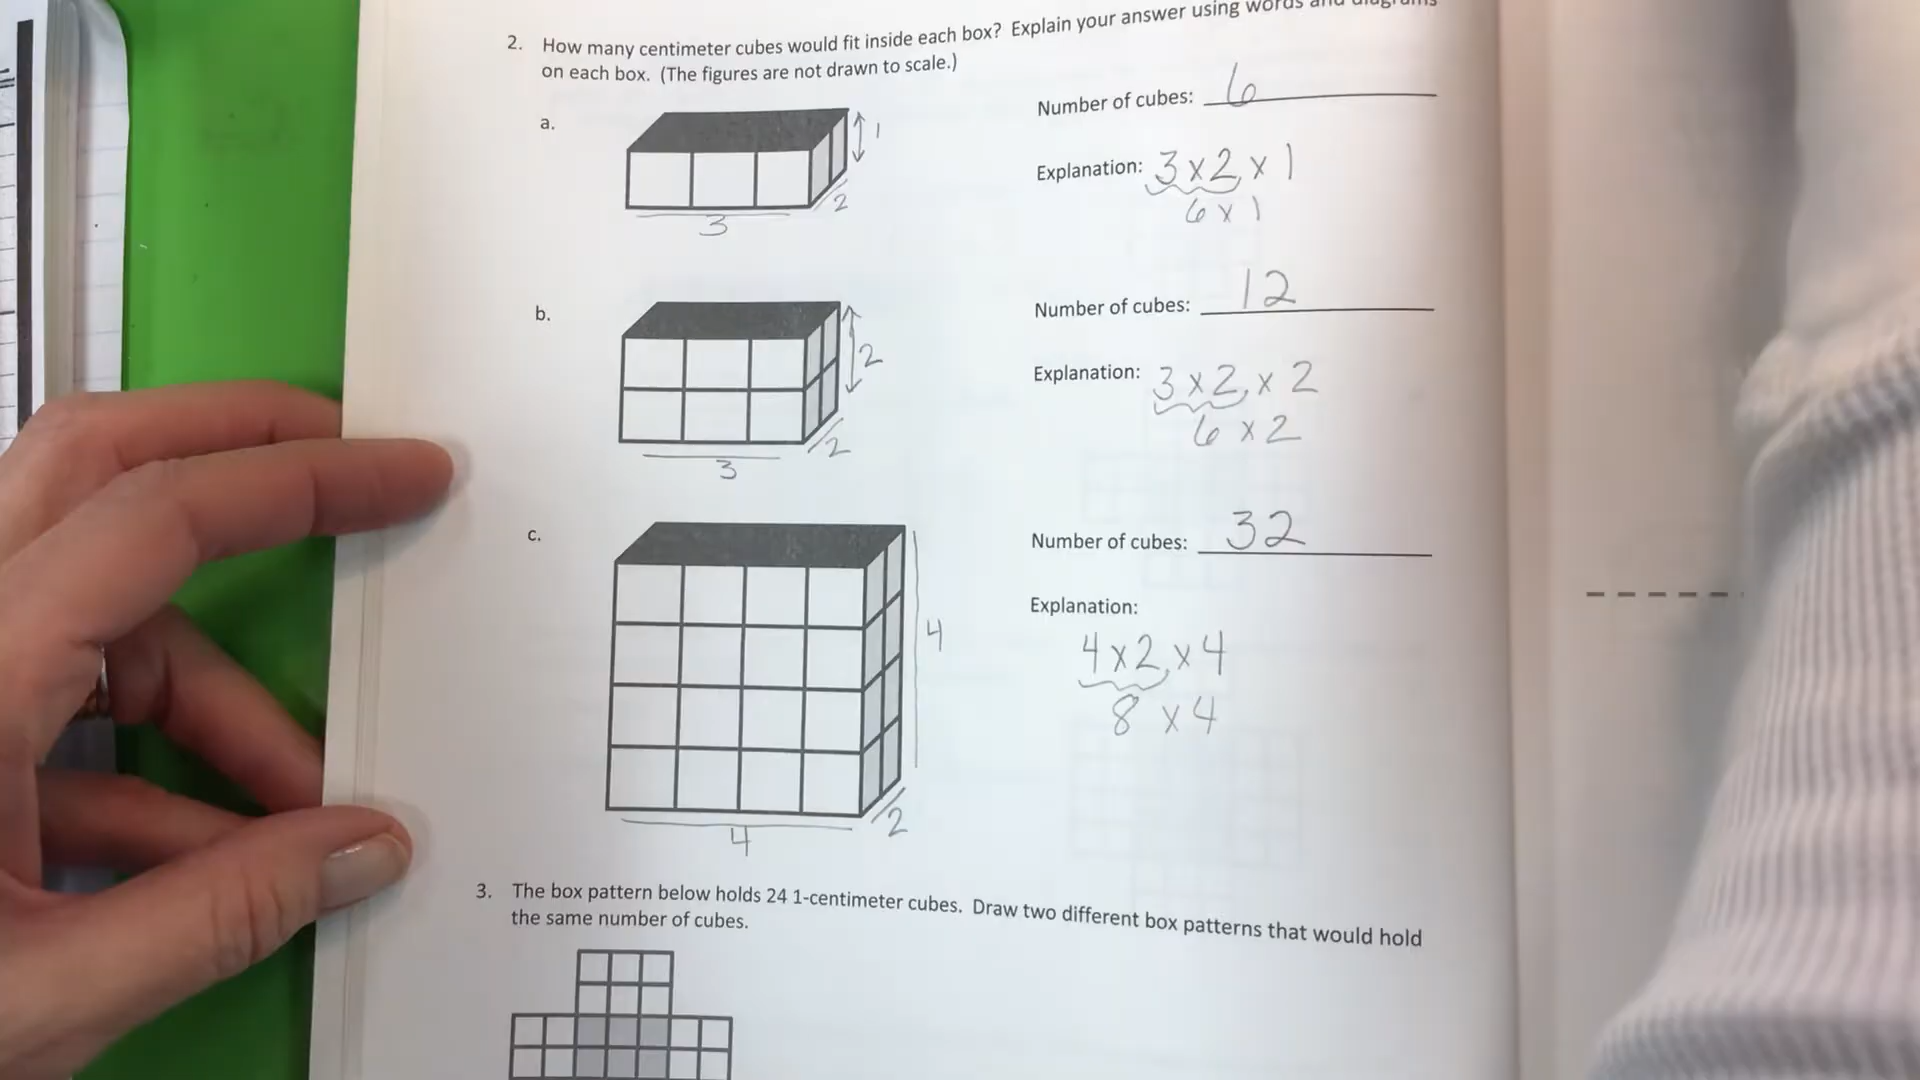 2. How many centimeter cubes would fit inside each box? Explain your answer using words and diagrams
on each box. (The figures are not drawn to scale.)
a.
1
2
3
Number of cubes: 6
Explanation: 3 x 2 x 1
6 x 1
b.
2
2
3
Number of cubes: 12
Explanation: 3 x 2 x 2
6 x 2
c.
4
2
4
Number of cubes: 32
Explanation:
4 x 2 x 4
8 x 4
3. The box pattern below holds 24 1-centimeter cubes. Draw two different box patterns that would hold
the same number of cubes.